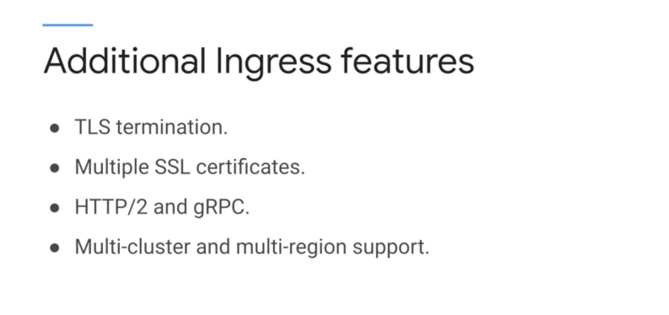 Additional Ingress features
● TLS termination.
● Multiple SSL certificates.
● HTTP/2 and gRPC.
● Multi-cluster and multi-region support.